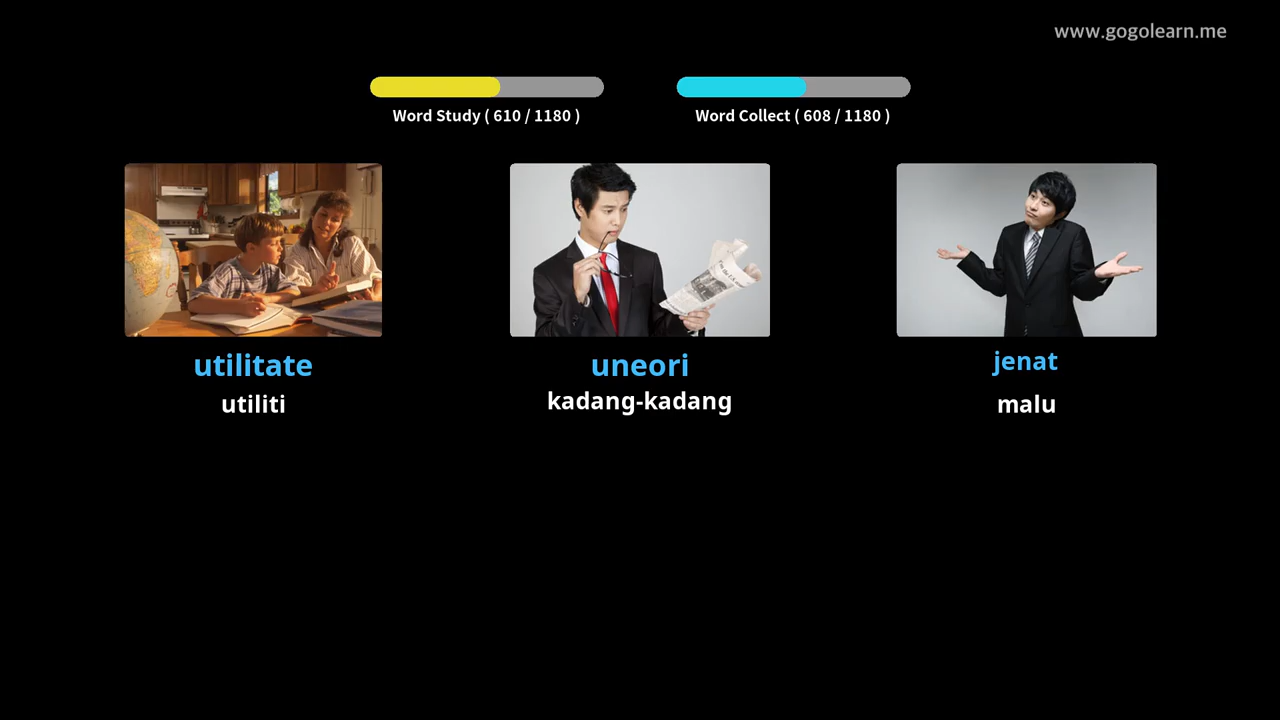 www.gogolearn.me
Word Study ( 610 / 1180 )
Word Collect ( 608 / 1180 )
utilitate
utiliti
uneori
kadang-kadang
jenat
malu